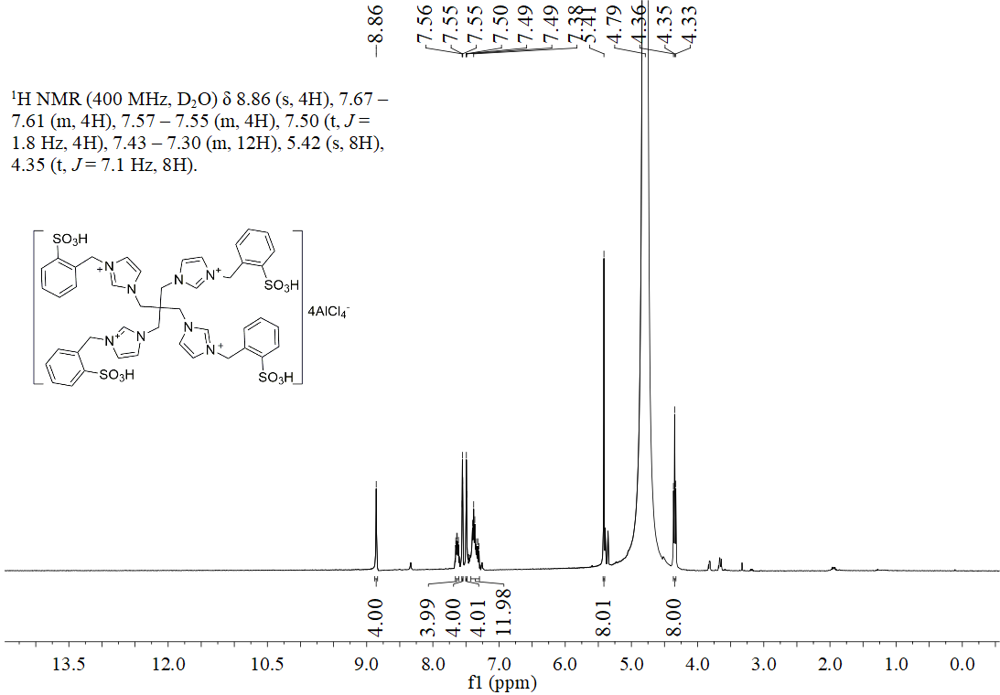 8.86
7.56
7.55
7.55
7.50
7.49
7.49
7.38
5.41
4.79
4.36
4.35
4.33
¹H NMR (400 MHz, D₂O) δ 8.86 (s, 4H), 7.67 –
7.61 (m, 4H), 7.57 – 7.55 (m, 4H), 7.50 (t, J =
1.8 Hz, 4H), 7.43 – 7.30 (m, 12H), 5.42 (s, 8H),
4.35 (t, J = 7.1 Hz, 8H).
SO₃H
N
+
N
N
N
+
SO₃H
4AlCl₄⁻
N
+
N
N
N
+
SO₃H
SO₃H
4.00
3.99
4.00
4.01
11.98
8.01
8.00
13.5 12.0 10.5 9.0 8.0 7.0 6.0 5.0 4.0 3.0 2.0 1.0 0.0
f1 (ppm)